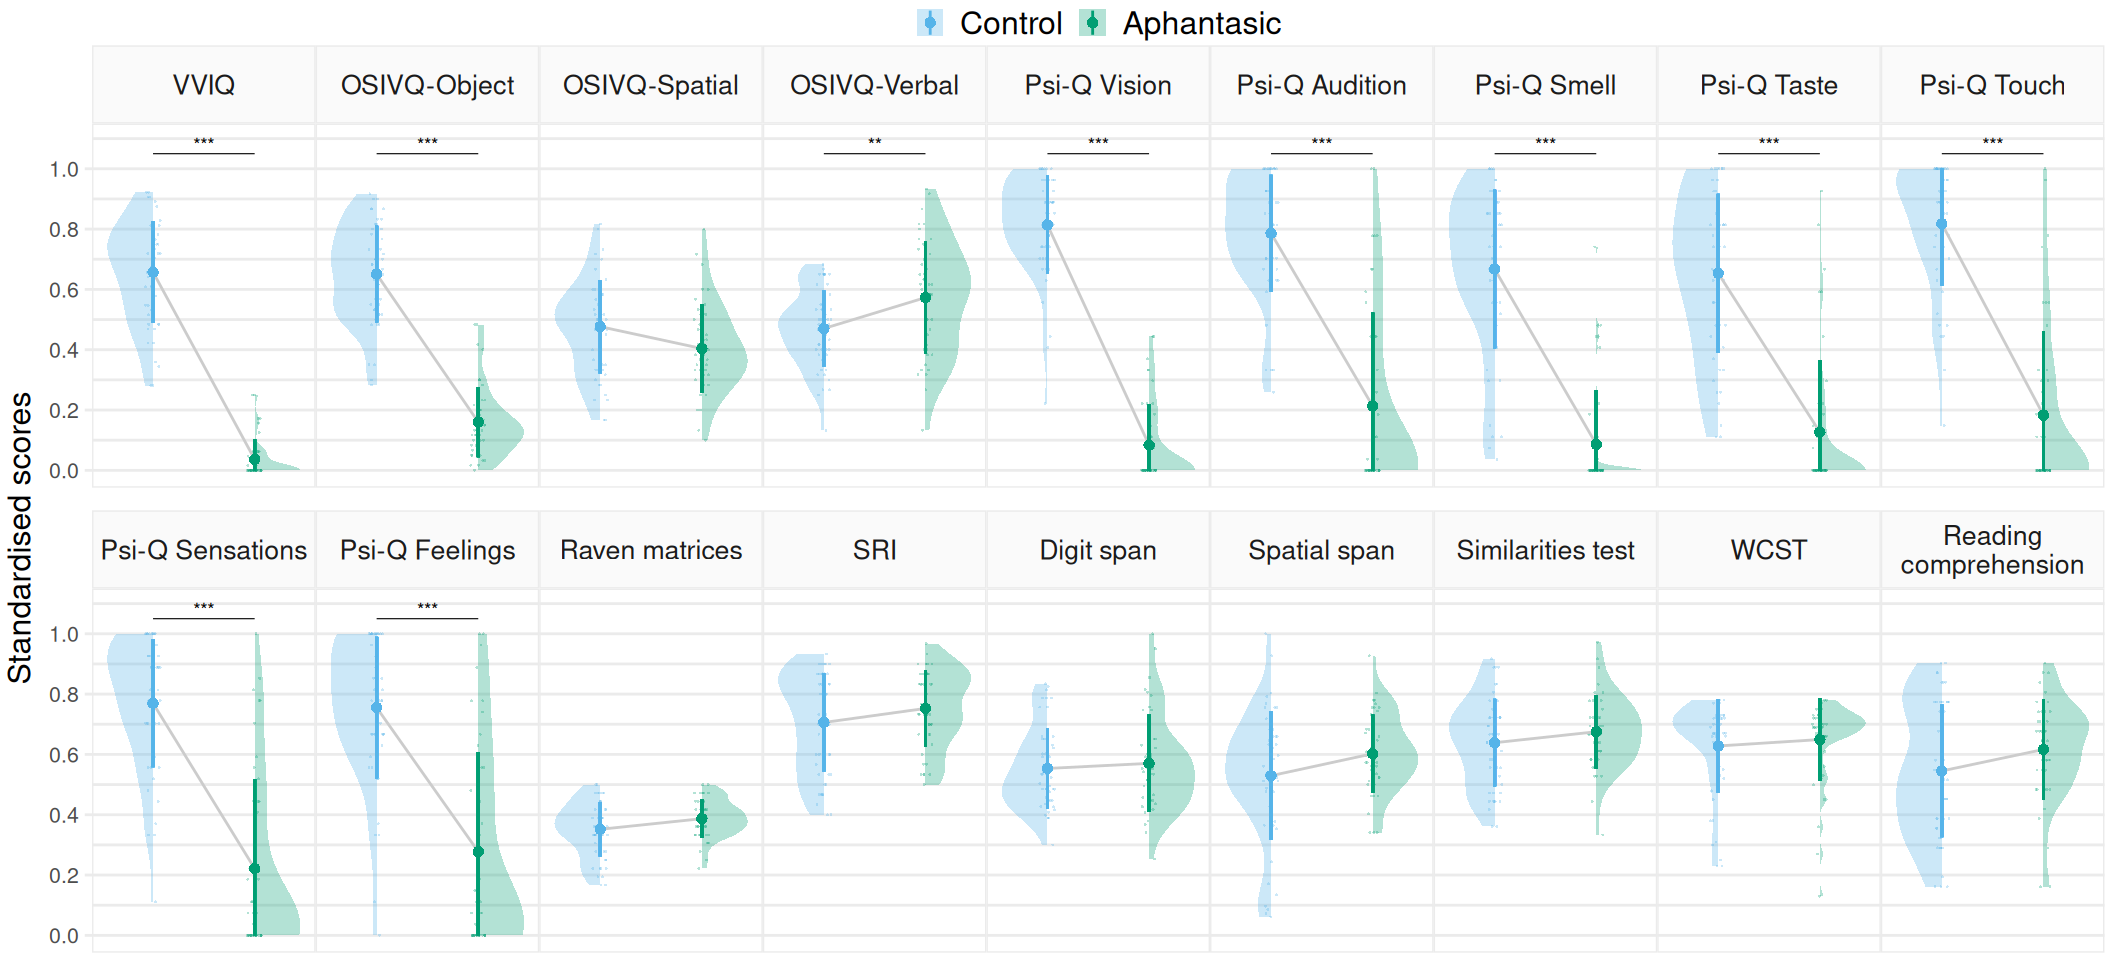 Control Aphantasic
VVIQ OSIVQ-Object OSIVQ-Spatial OSIVQ-Verbal Psi-Q Vision Psi-Q Audition Psi-Q Smell Psi-Q Taste Psi-Q Touch
*** *** ** *** *** *** *** ***
1.0
0.8
0.6
0.4
0.2
0.0
Standardised scores
Psi-Q Sensations Psi-Q Feelings Raven matrices SRI Digit span Spatial span Similarities test WCST Reading
comprehension
*** ***
1.0
0.8
0.6
0.4
0.2
0.0